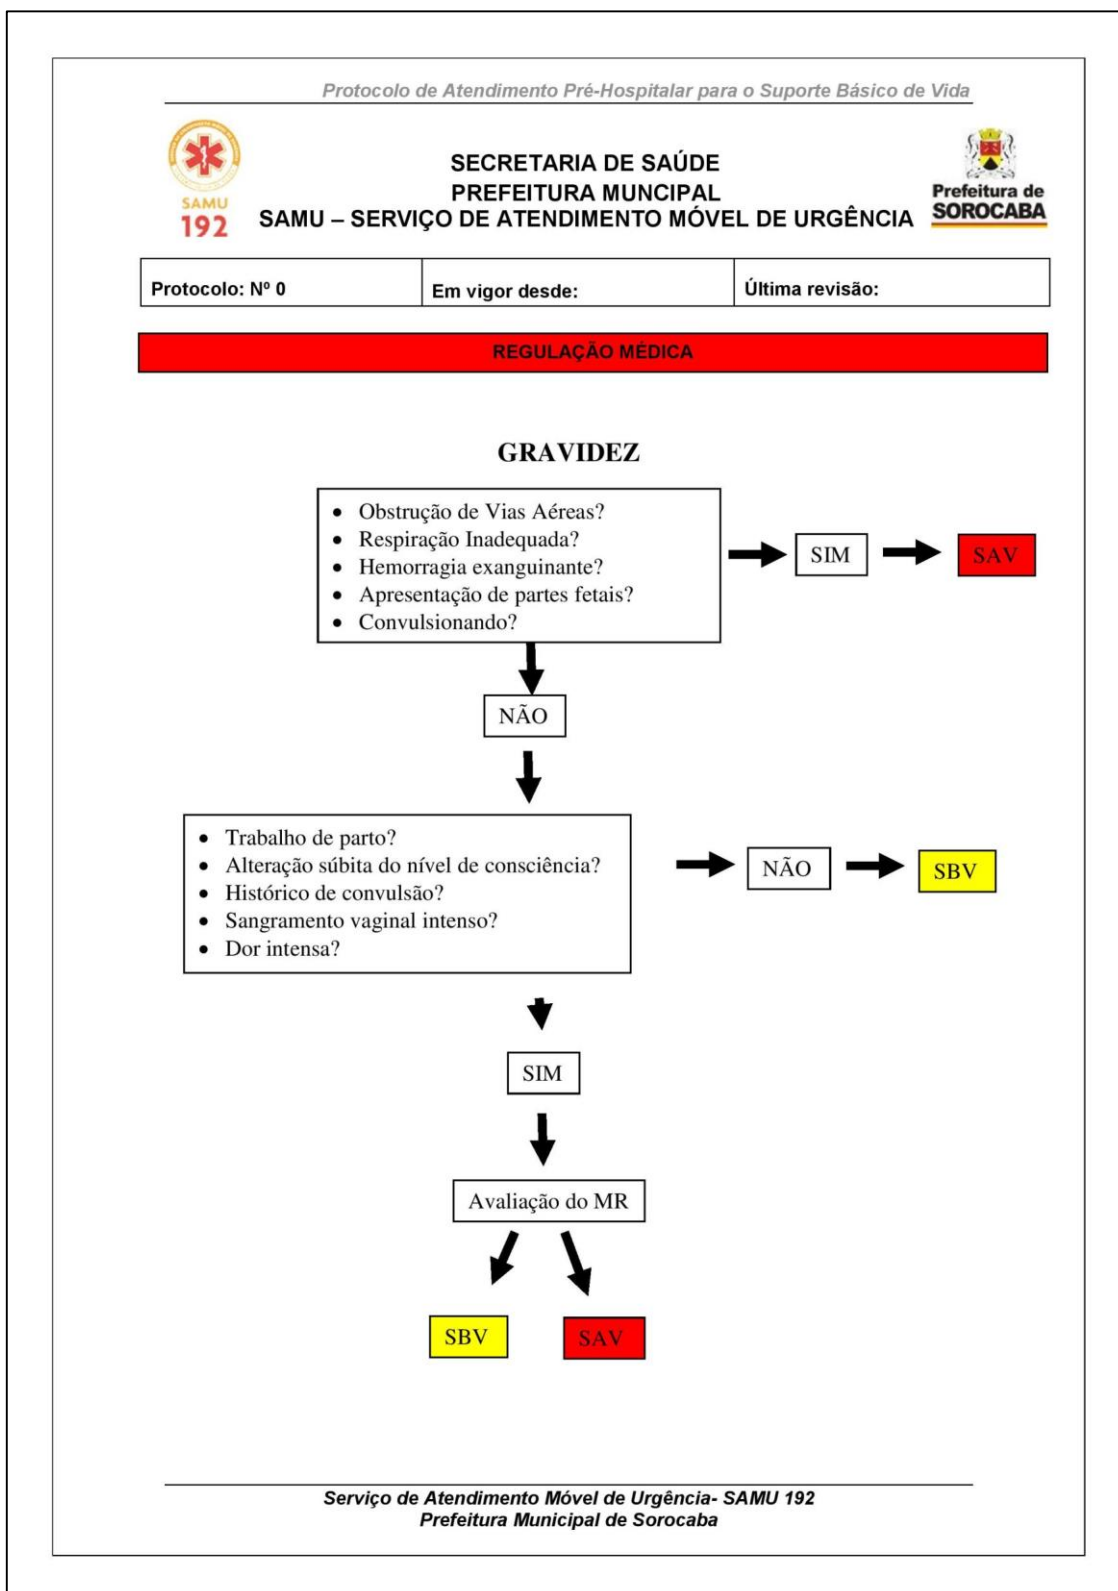 Protocolo de Atendimento Pré-Hospitalar para o Suporte Básico de Vida
SAMU
192
SECRETARIA DE SAÚDE
PREFEITURA MUNCIPAL
SAMU – SERVIÇO DE ATENDIMENTO MÓVEL DE URGÊNCIA
Prefeitura de
SOROCABA
Protocolo: Nº 0
Em vigor desde:
Última revisão:
REGULAÇÃO MÉDICA
GRAVIDEZ
• Obstrução de Vias Aéreas?
• Respiração Inadequada?
• Hemorragia exanguinante?
• Apresentação de partes fetais?
• Convulsionando?
SIM
SAV
NÃO
• Trabalho de parto?
• Alteração súbita do nível de consciência?
• Histórico de convulsão?
• Sangramento vaginal intenso?
• Dor intensa?
NÃO
SBV
SIM
Avaliação do MR
SBV
SAV
Serviço de Atendimento Móvel de Urgência- SAMU 192
Prefeitura Municipal de Sorocaba